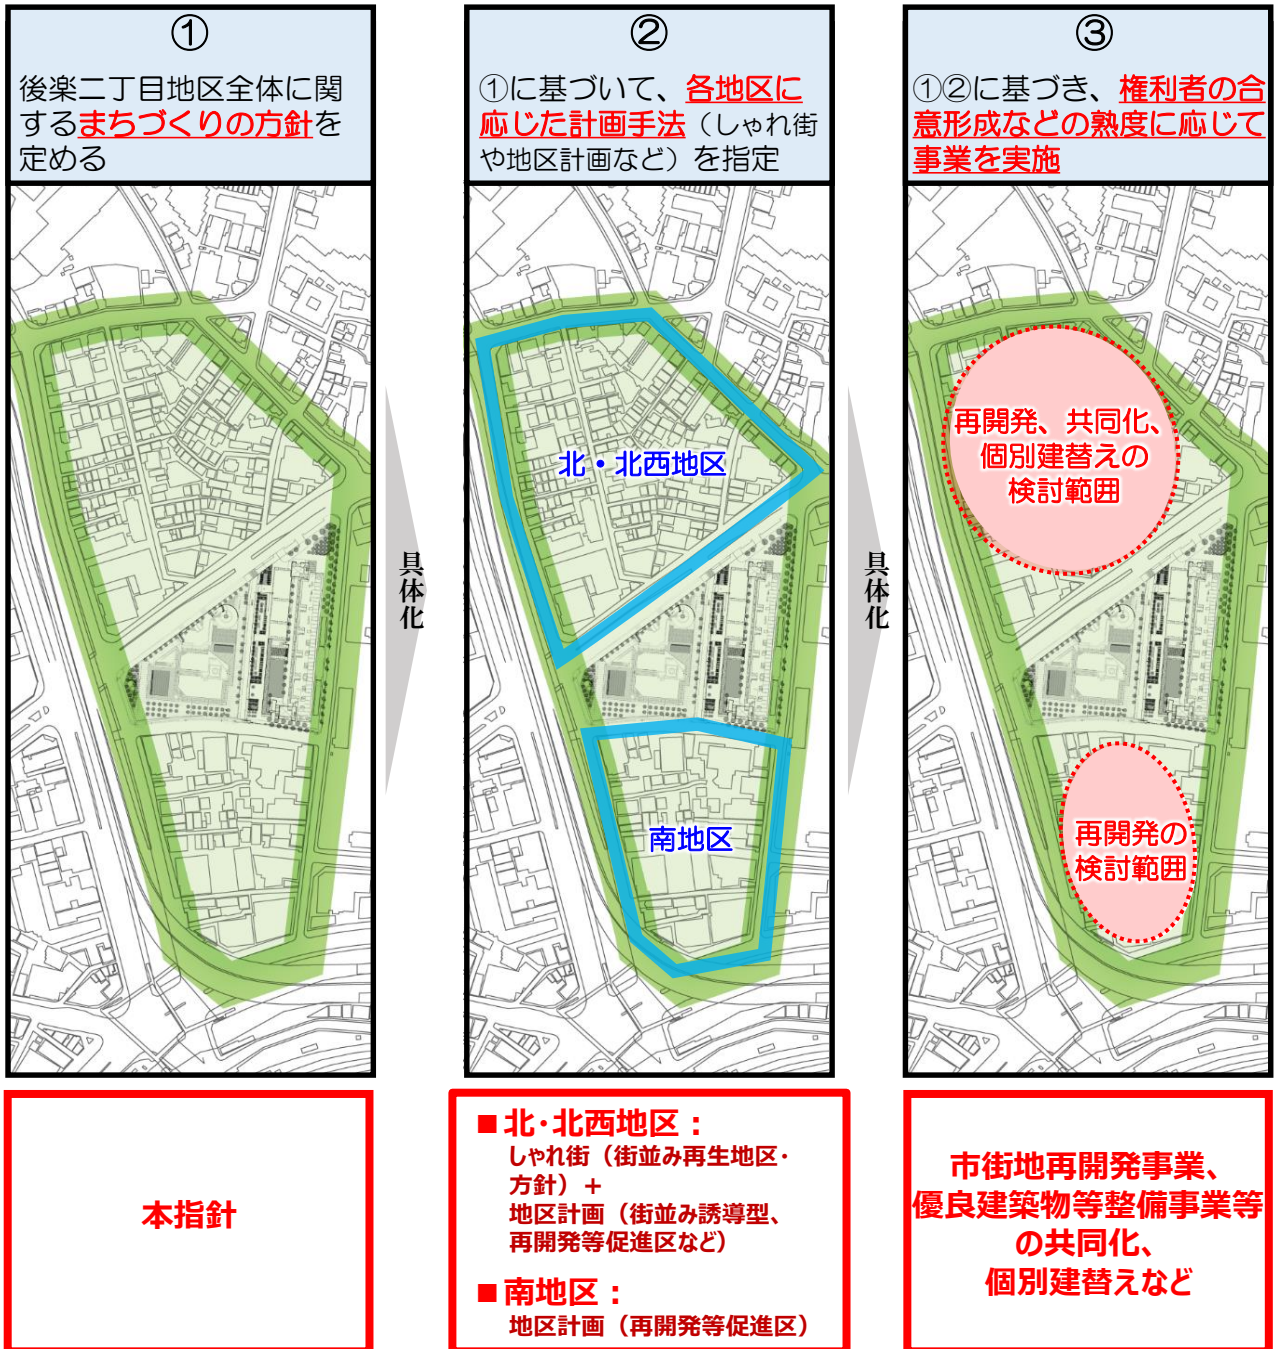 ①
後楽二丁目地区全体に関
するまちづくりの方針を
定める
②
①に基づいて、各地区に
応じた計画手法（しゃれ街
や地区計画など）を指定
③
①②に基づき、権利者の合
意形成などの熟度に応じて
事業を実施
具体化
北・北西地区
南地区
具体化
再開発、共同化、
個別建替えの
検討範囲
再開発の
検討範囲
本指針
■北・北西地区：
しゃれ街（街並み再生地区・
方針）＋
地区計画（街並み誘導型、
再開発等促進区など）
■南地区：
地区計画（再開発等促進区）
市街地再開発事業、
優良建築物等整備事業等
の共同化、
個別建替えなど